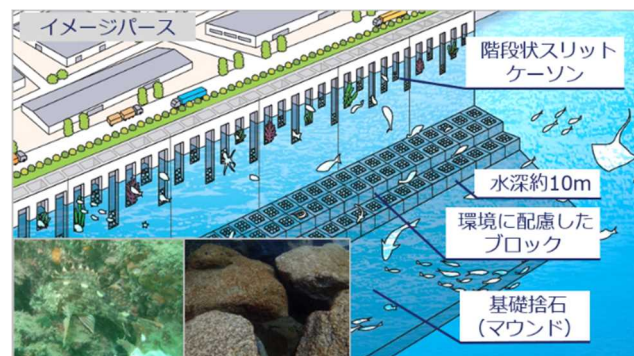 イメージパース
階段状スリット
ケーソン
水深約10m
環境に配慮した
ブロック
基礎捨石
（マウンド）